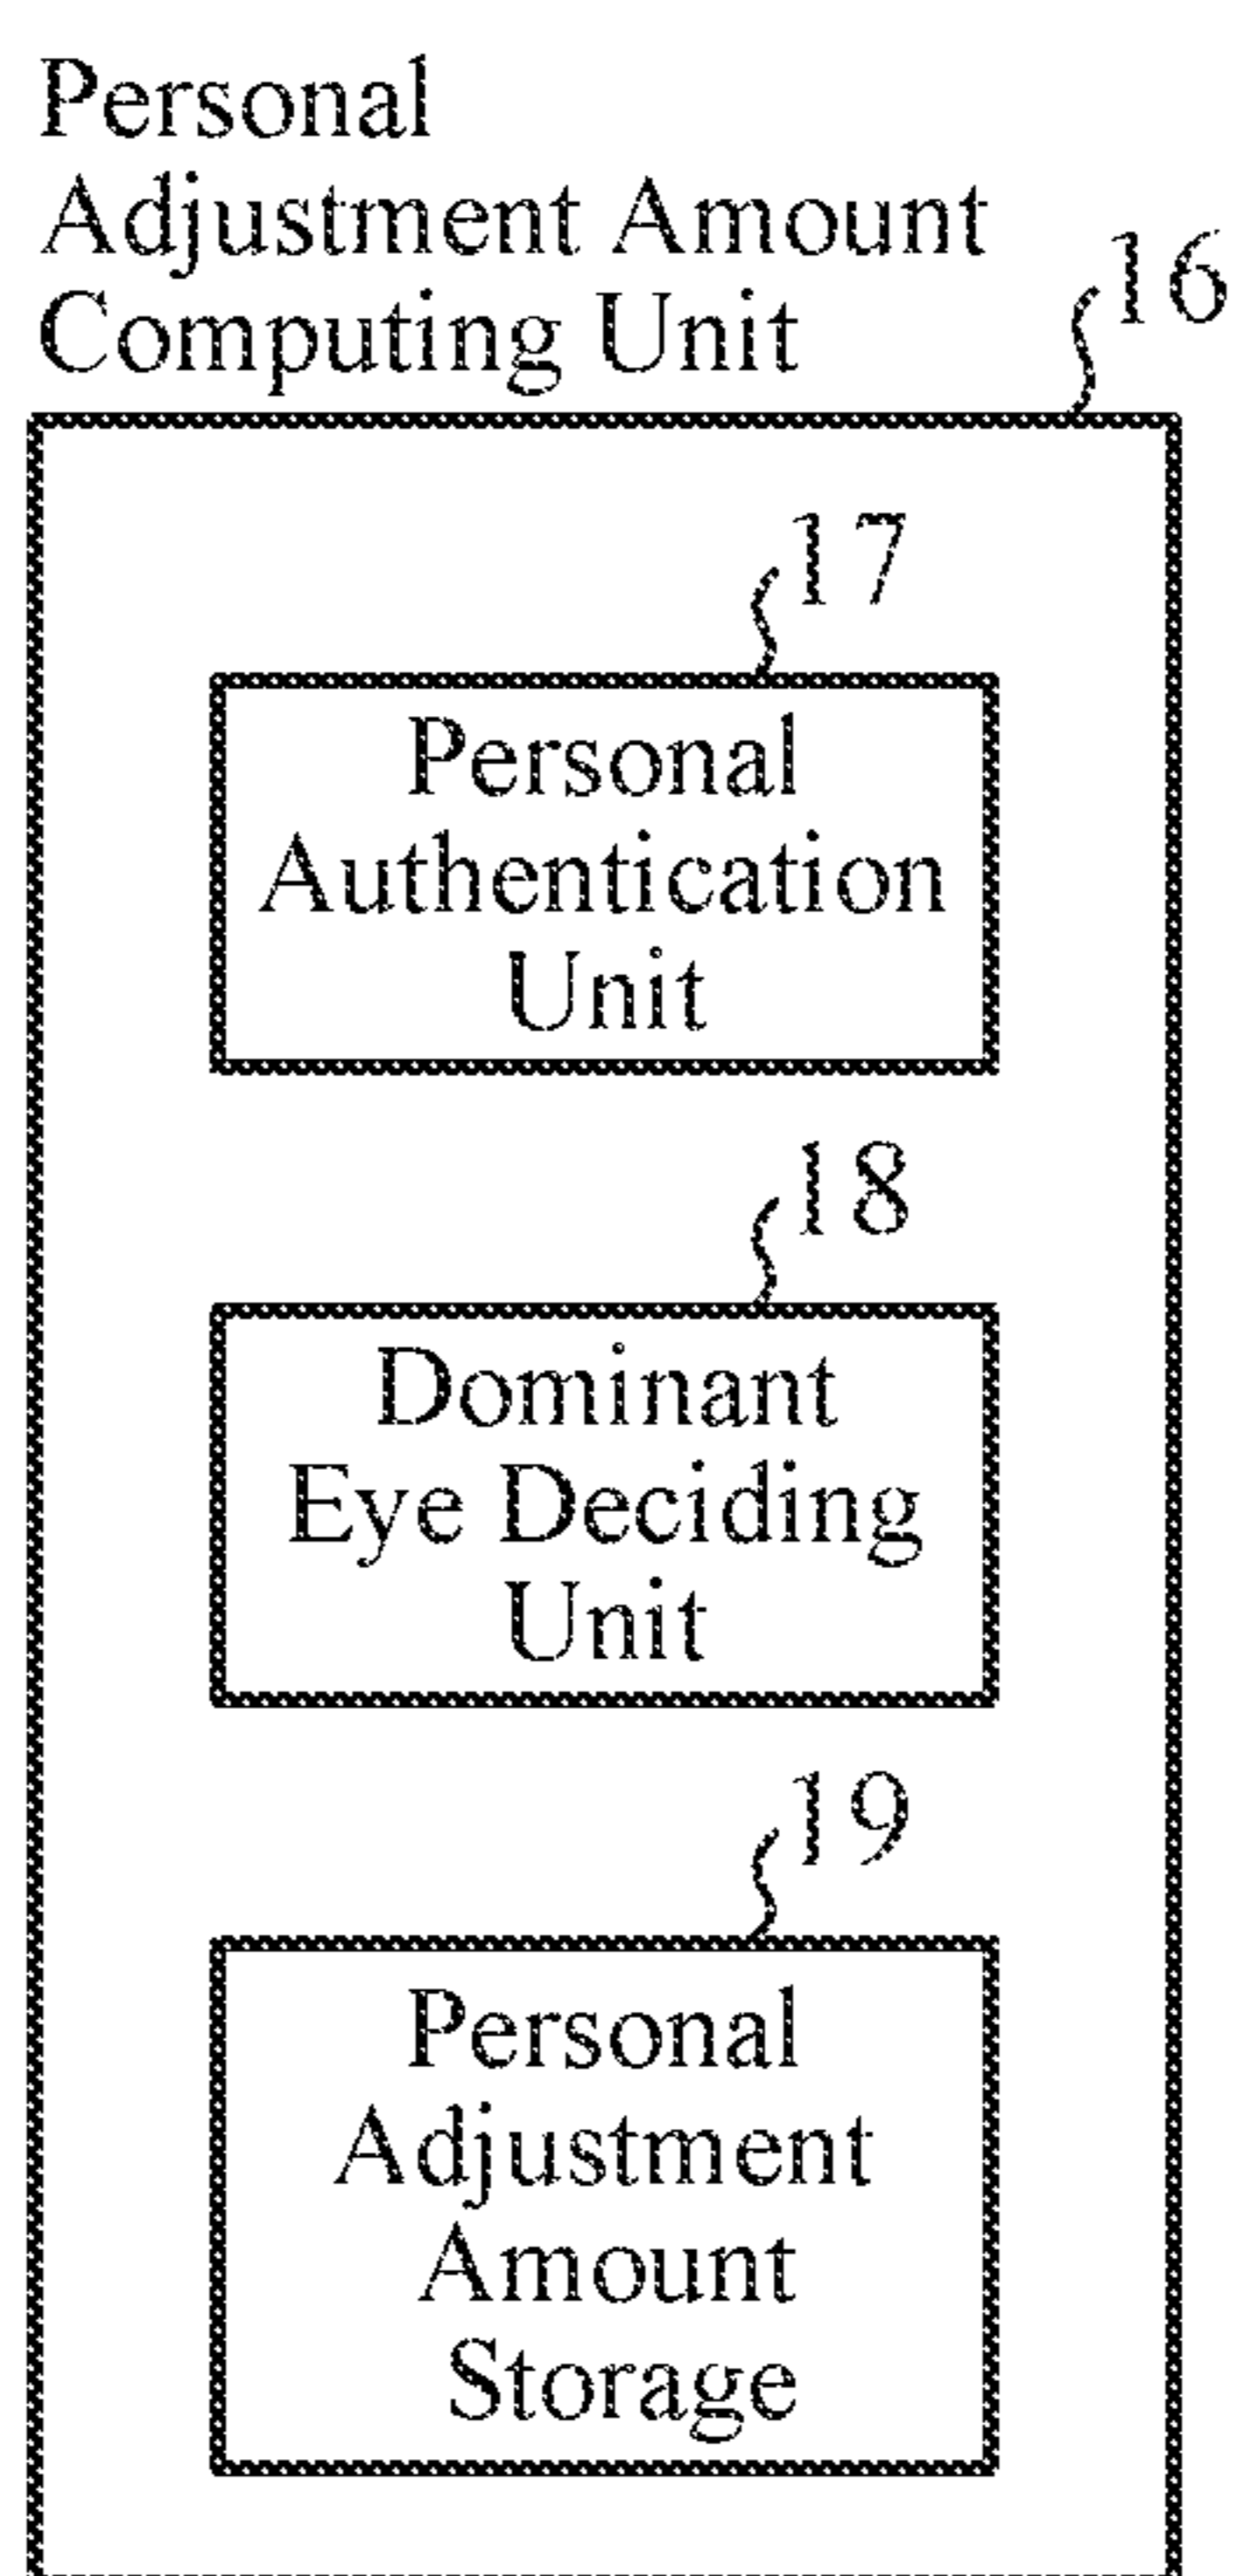 Personal
Adjustment Amount
Computing Unit
16
17
Personal
Authentication
Unit
18
Dominant
Eye Deciding
Unit
19
Personal
Adjustment
Amount
Storage